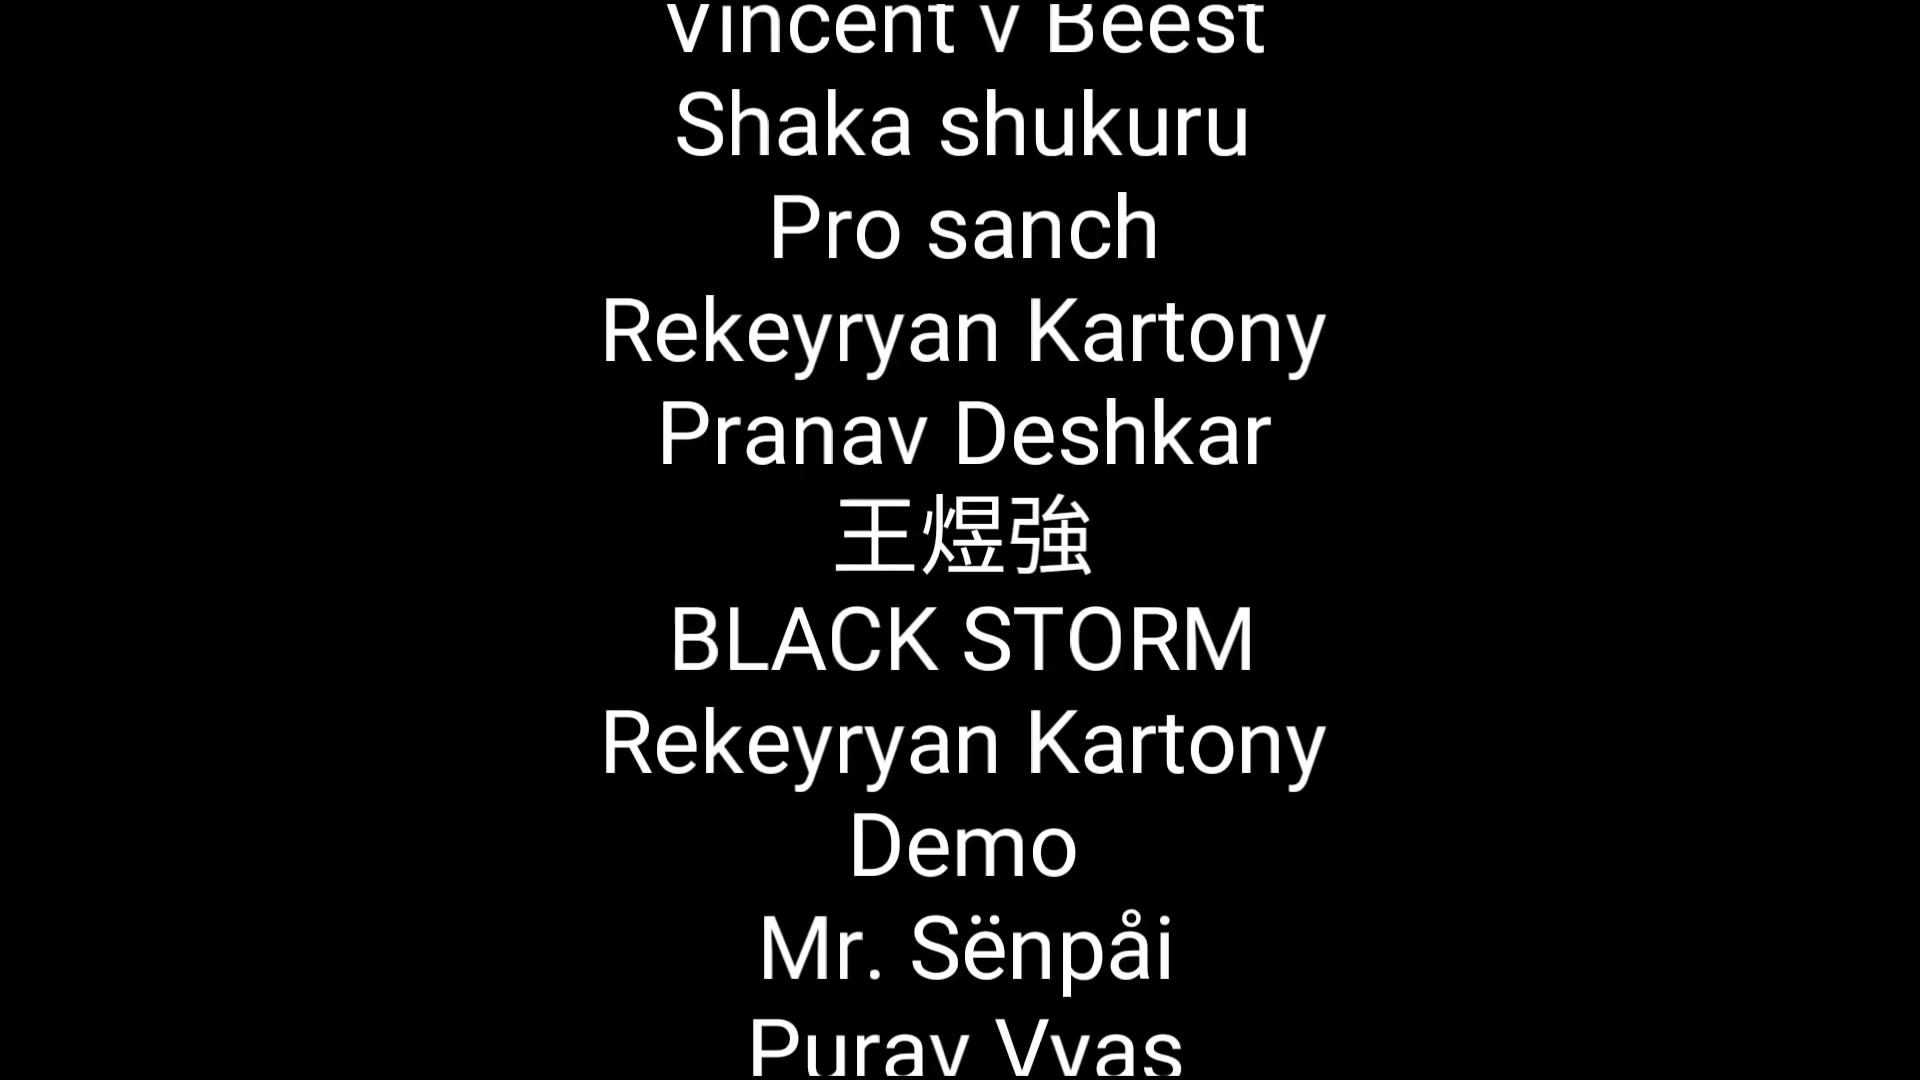 Vincent v Beest
Shaka shukuru
Pro sanch
Rekeyryan Kartony
Pranav Deshkar
王煜強
BLACK STORM
Rekeyryan Kartony
Demo
Mr. Sënpåi
Purav Vyas